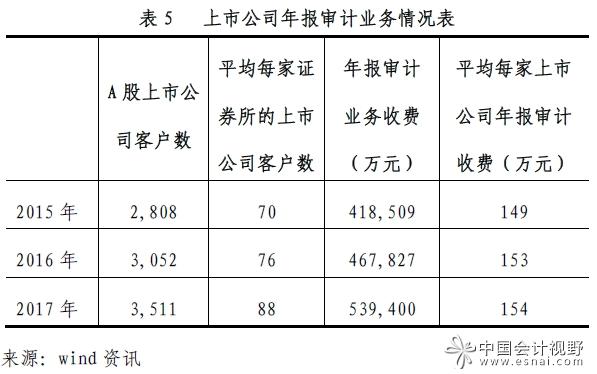 表 5 上市公司年报审计业务情况表
A 股上市公
司客户数
平均每家证
券所的上市
公司客户数
年报审计
业务收费
（万元）
平均每家上市
公司年报审计
收费（万元）
2015 年 2,808 70 418,509 149
2016 年 3,052 76 467,827 153
2017 年 3,511 88 539,400 154
来源: wind 资讯
中国会计视野
www.esnai.com